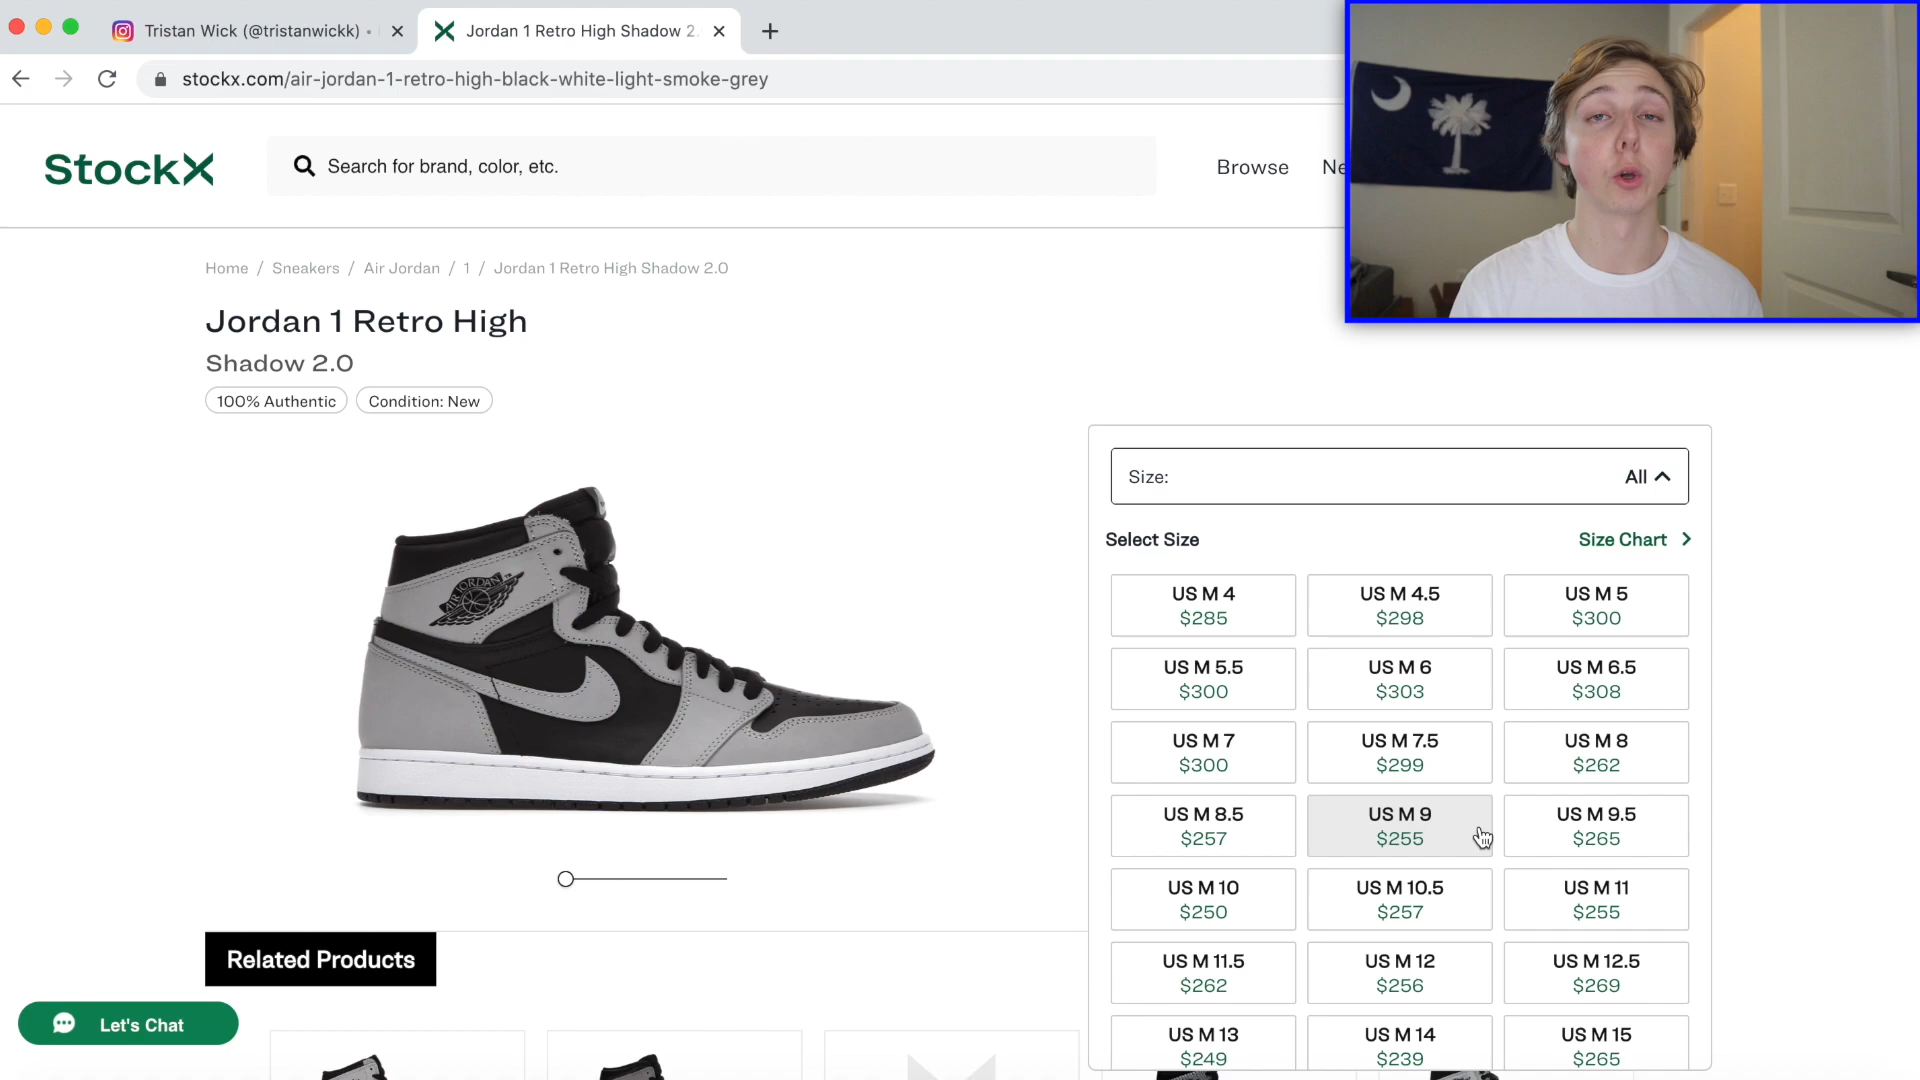 Tristan Wick (@tristanwickk) •
Jordan 1 Retro High Shadow 2.
stockx.com/air-jordan-1-retro-high-black-white-light-smoke-grey
StockX
Search for brand, color, etc.
Browse
Ne
Home / Sneakers / Air Jordan / 1 / Jordan 1 Retro High Shadow 2.0
Jordan 1 Retro High
Shadow 2.0
100% Authentic
Condition: New
AIR JORDAN
Size:
All
Select Size
Size Chart
US M 4
$285
US M 4.5
$298
US M 5
$300
US M 5.5
$300
US M 6
$303
US M 6.5
$308
US M 7
$300
US M 7.5
$299
US M 8
$262
US M 8.5
$257
US M 9
$255
US M 9.5
$265
US M 10
$250
US M 10.5
$257
US M 11
$255
US M 11.5
$262
US M 12
$256
US M 12.5
$269
US M 13
$249
US M 14
$239
US M 15
$265
Related Products
Let's Chat